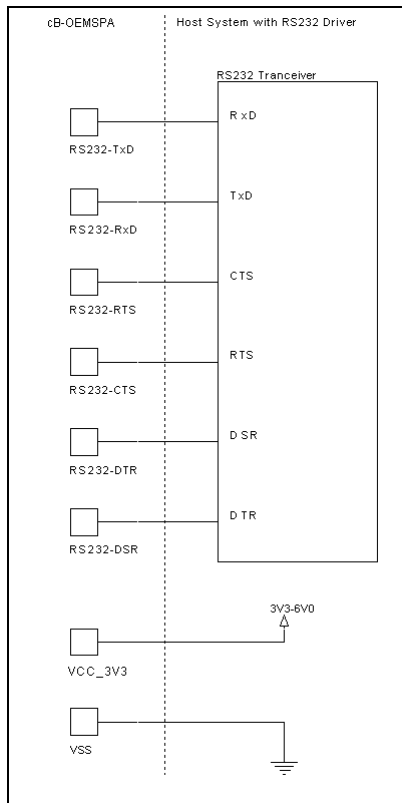 cB-OEMSPA
Host System with RS232 Driver
RS232 Tranceiver
RxD
RS232-TxD
TxD
RS232-RxD
CTS
RS232-RTS
RTS
RS232-CTS
DSR
RS232-DTR
DTR
RS232-DSR
3V3-6V0
VCC_3V3
VSS